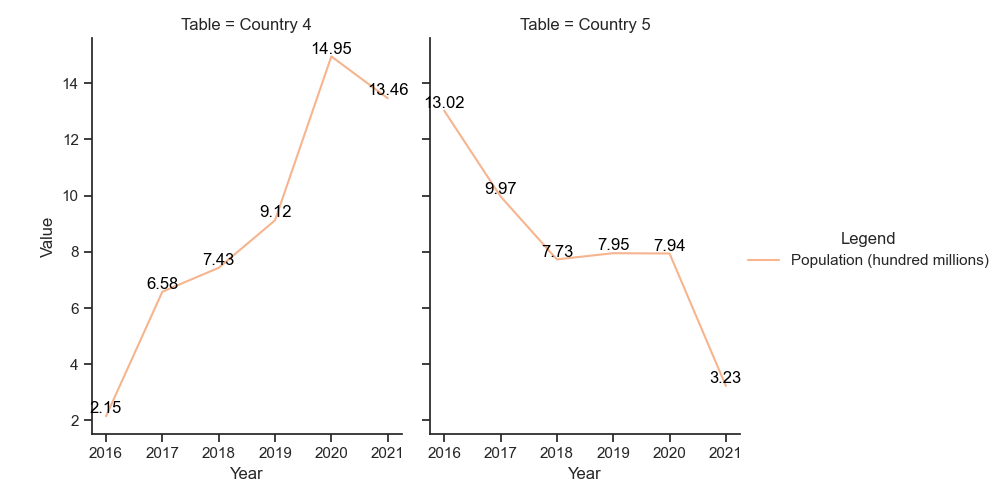 Table = Country 4
Table = Country 5
Value
14
12
10
8
6
4
2
2.15
6.58
7.43
9.12
14.95
13.46
13.02
9.97
7.73
7.95
7.94
3.23
2016 2017 2018 2019 2020 2021
2016 2017 2018 2019 2020 2021
Year
Year
Legend
Population (hundred millions)